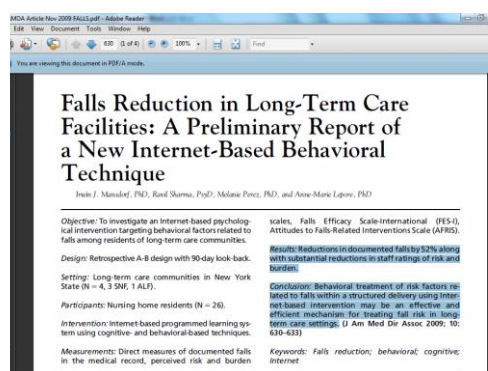 MDA Article Nov 2009 FALLS.pdf - Adobe Reader
Edit View Document Tools Window Help
630 (1 of 4) 100% Find
You are viewing this document in PDF/A mode.
Falls Reduction in Long-Term Care
Facilities: A Preliminary Report of
a New Internet-Based Behavioral
Technique
Irwin J. Mansdorf, PhD, Ravil Sharma, PsyD, Melanie Perez, PhD, and Anne-Marie Lepore, PhD
Objective: To investigate an Internet-based psycholog-
ical intervention targeting behavioral factors related to
falls among residents of long-term care communities.
Design: Retrospective A-B design with 90-day look-back.
Setting: Long-term care communities in New York
State (N = 4, 3 SNF, 1 ALF).
Participants: Nursing home residents (N = 26).
Intervention: Internet-based programmed learning sys-
tem using cognitive- and behavioral-based techniques.
Measurements: Direct measures of documented falls
in the medical record, perceived risk and burden
scales, Falls Efficacy Scale-International (FES-I),
Attitudes to Falls-Related Interventions Scale (AFRIS).
Results: Reductions in documented falls by 52% along
with substantial reductions in staff ratings of risk and
burden.
Conclusion: Behavioral treatment of risk factors re-
lated to falls within a structured delivery using Inter-
net-based intervention may be an effective and
efficient mechanism for treating fall risk in long-
term care settings. (J Am Med Dir Assoc 2009; 10:
630–633)
Keywords: Falls reduction; behavioral; cognitive;
Internet